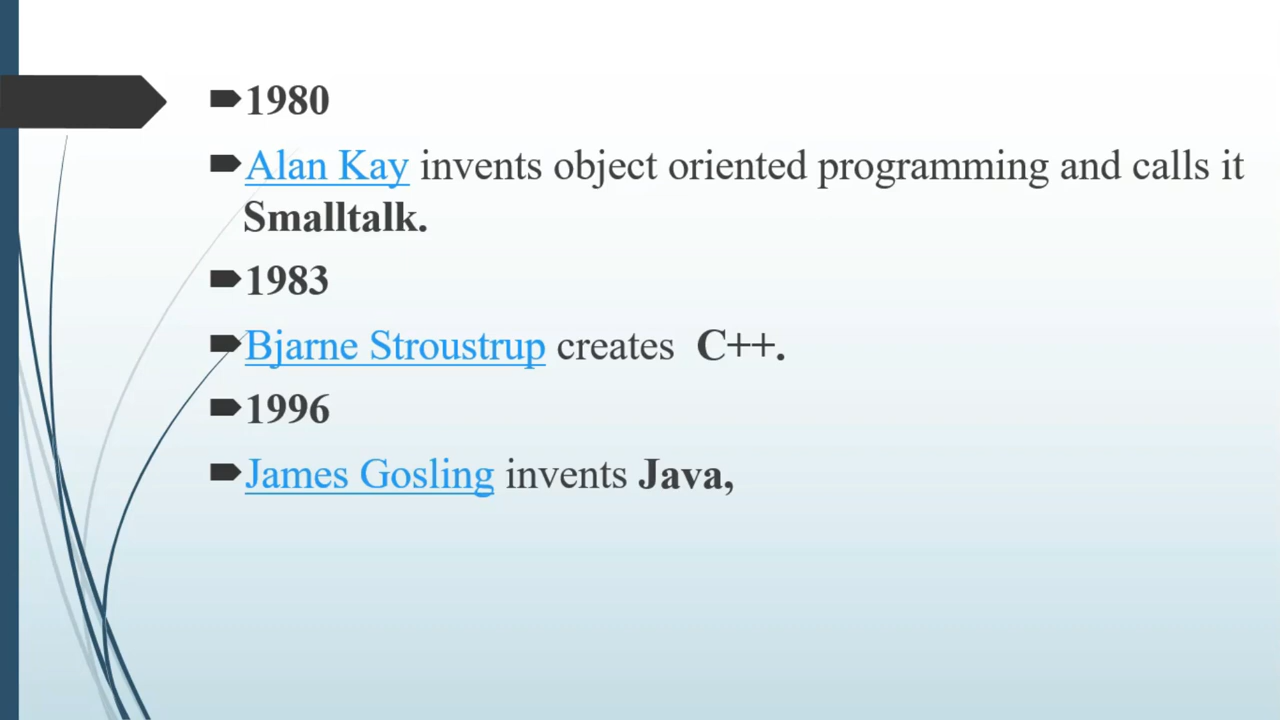 1980
Alan Kay invents object oriented programming and calls it
Smalltalk.
1983
Bjarne Stroustrup creates C++.
1996
James Gosling invents Java,